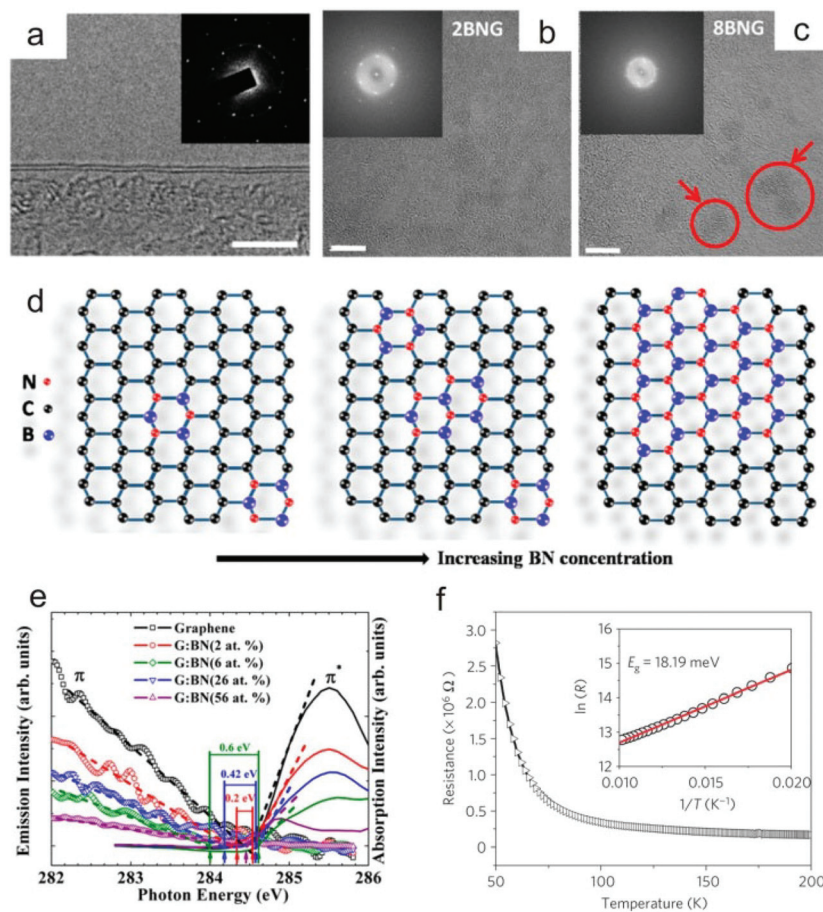 a
2BNG
b
8BNG
c
d
N
C
B
Increasing BN concentration
e
Emission Intensity (arb. units)
Absorption Intensity (arb. units)
Graphene
G:BN(2 at. %)
G:BN(6 at. %)
G:BN(26 at. %)
G:BN(56 at. %)
π
π*
0.6 eV
0.42 eV
0.2 eV
282 283 284 285 286
Photon Energy (eV)
f
Resistance (×10⁶ Ω)
3.0
2.5
2.0
1.5
1.0
0.5
0
50 100 150 200
Temperature (K)
ln (R)
16
15
14
13
12
E_g = 18.19 meV
0.010 0.015 0.020
1/T (K⁻¹)